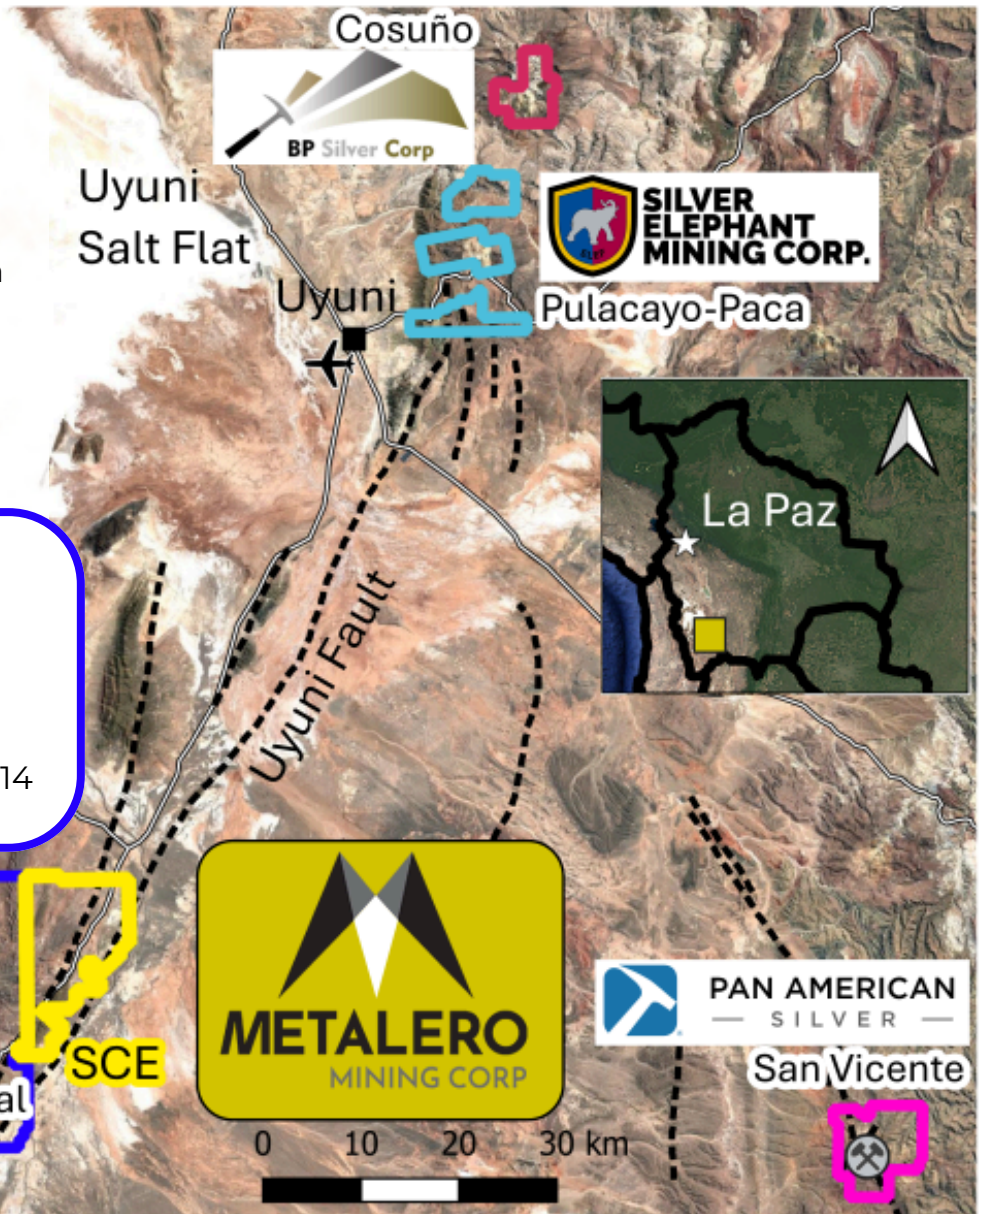 Cosuño
BP Silver Corp
Uyuni
Salt Flat
SILVER
ELEPHANT
MINING CORP.
Uyuni
Pulacayo-Paca
La Paz
Uyuni Fault
14
METALERO
MINING CORP
PAN AMERICAN
SILVER
SCE
San Vicente
al
0 10 20 30 km